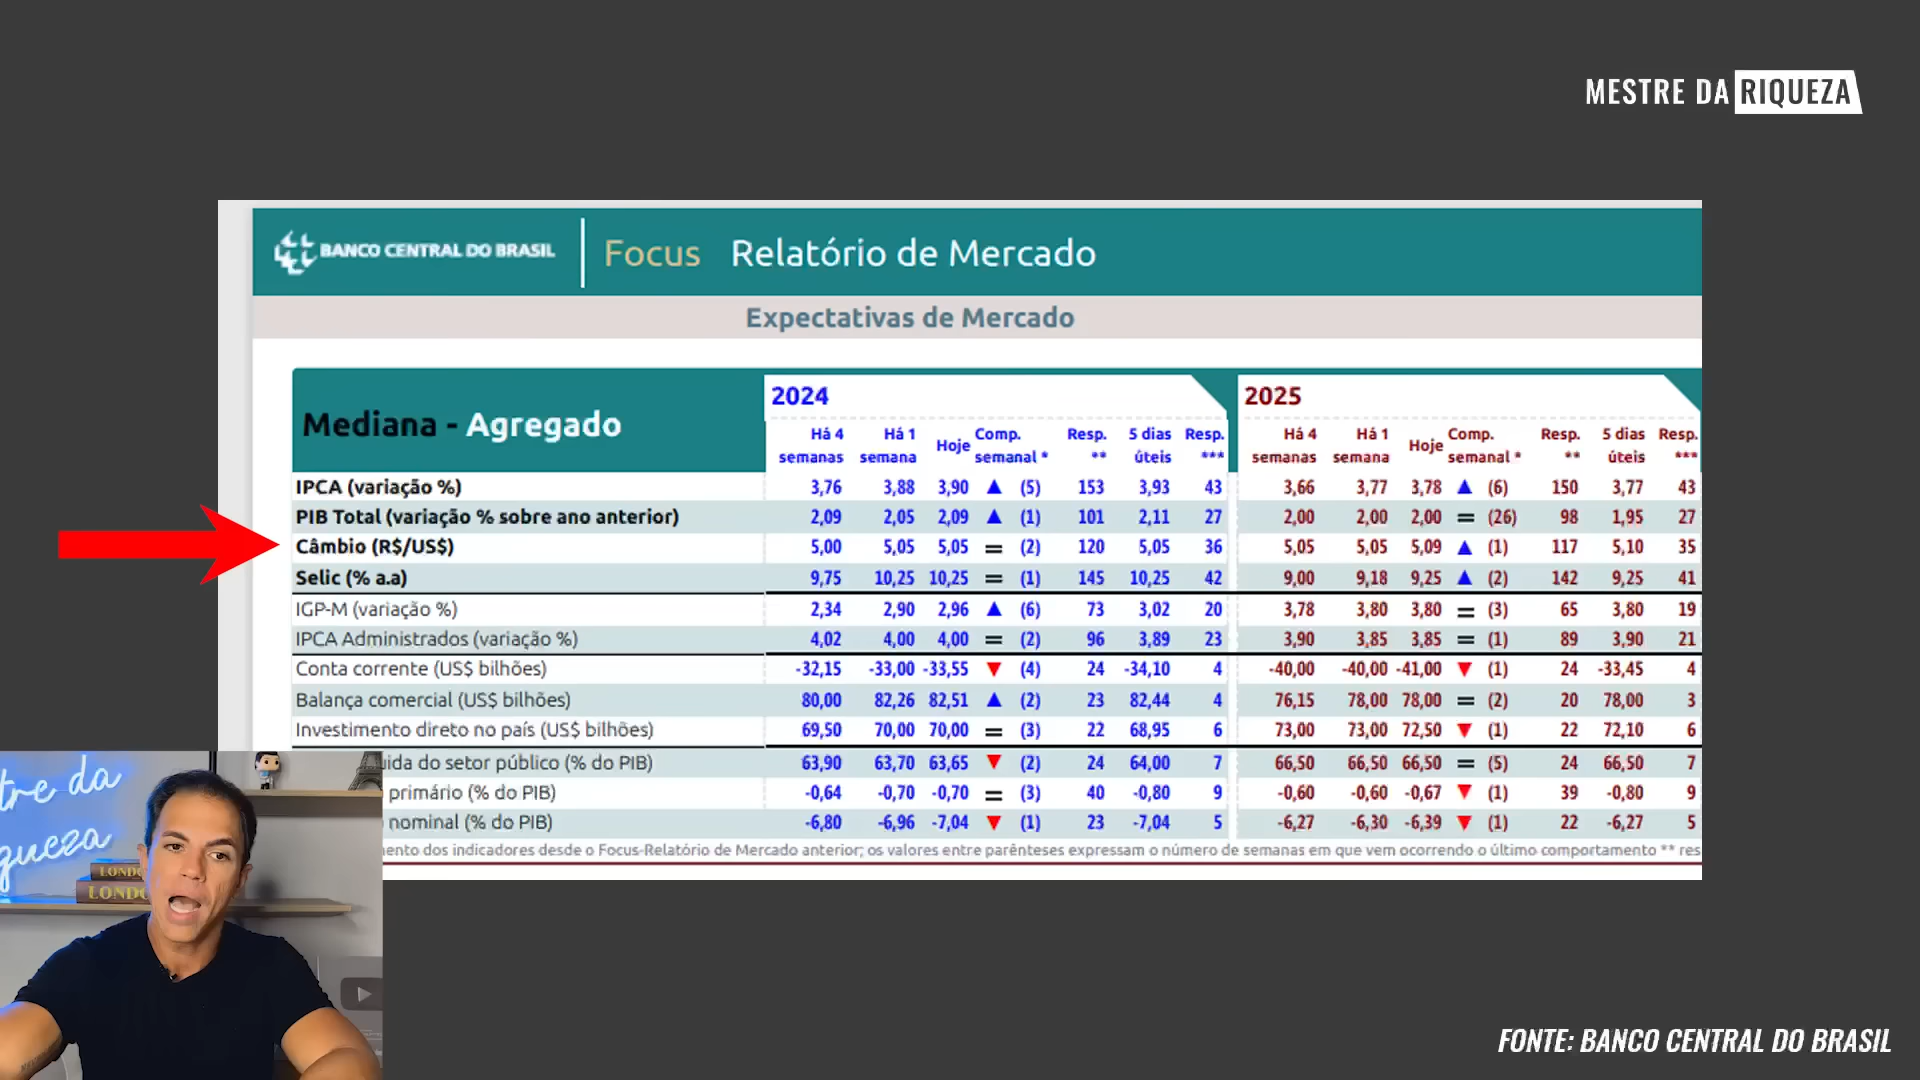 MESTRE DA RIQUEZA
BANCO CENTRAL DO BRASIL
Focus Relatório de Mercado
Expectativas de Mercado
Mediana - Agregado
2024 2025
Há 4 semanas Há 1 semana Hoje Comp. semanal * Resp. ** 5 dias úteis Resp. *** Há 4 semanas Há 1 semana Hoje Comp. semanal * Resp. ** 5 dias úteis Resp. ***
IPCA (variação %) 3,76 3,88 3,90 ▲ (5) 153 3,93 43 3,66 3,77 3,78 ▲ (6) 150 3,77 43
PIB Total (variação % sobre ano anterior) 2,09 2,05 2,09 ▲ (1) 101 2,11 27 2,00 2,00 2,00 = (26) 98 1,95 27
Câmbio (R$/US$) 5,00 5,05 5,05 = (2) 120 5,05 36 5,05 5,05 5,09 ▲ (1) 117 5,10 35
Selic (% a.a) 9,75 10,25 10,25 = (1) 145 10,25 42 9,00 9,18 9,25 ▲ (2) 142 9,25 41
IGP-M (variação %) 2,34 2,90 2,96 ▲ (6) 73 3,02 20 3,78 3,80 3,80 = (3) 65 3,80 19
IPCA Administrados (variação %) 4,02 4,00 4,00 = (2) 96 3,89 23 3,90 3,85 3,85 = (1) 89 3,90 21
Conta corrente (US$ bilhões) -32,15 -33,00 -33,55 ▼ (4) 24 -34,10 4 -40,00 -40,00 -41,00 ▼ (1) 24 -33,45 4
Balança comercial (US$ bilhões) 80,00 82,26 82,51 ▲ (2) 23 82,44 4 76,15 78,00 78,00 = (2) 20 78,00 3
Investimento direto no país (US$ bilhões) 69,50 70,00 70,00 = (3) 22 68,95 6 73,00 73,00 72,50 ▼ (1) 22 72,10 6
uida do setor público (% do PIB) 63,90 63,70 63,65 ▼ (2) 24 64,00 7 66,50 66,50 66,50 = (5) 24 66,50 7
primário (% do PIB) -0,64 -0,70 -0,70 = (3) 40 -0,80 9 -0,60 -0,60 -0,67 ▼ (1) 39 -0,80 9
nominal (% do PIB) -6,80 -6,96 -7,04 ▼ (1) 23 -7,04 5 -6,27 -6,30 -6,39 ▼ (1) 22 -6,27 5
ento dos indicadores desde o Focus-Relatório de Mercado anterior; os valores entre parênteses expressam o número de semanas em que vem ocorrendo o último comportamento ** res
tre da
queza
LOND
LOND
FONTE: BANCO CENTRAL DO BRASIL